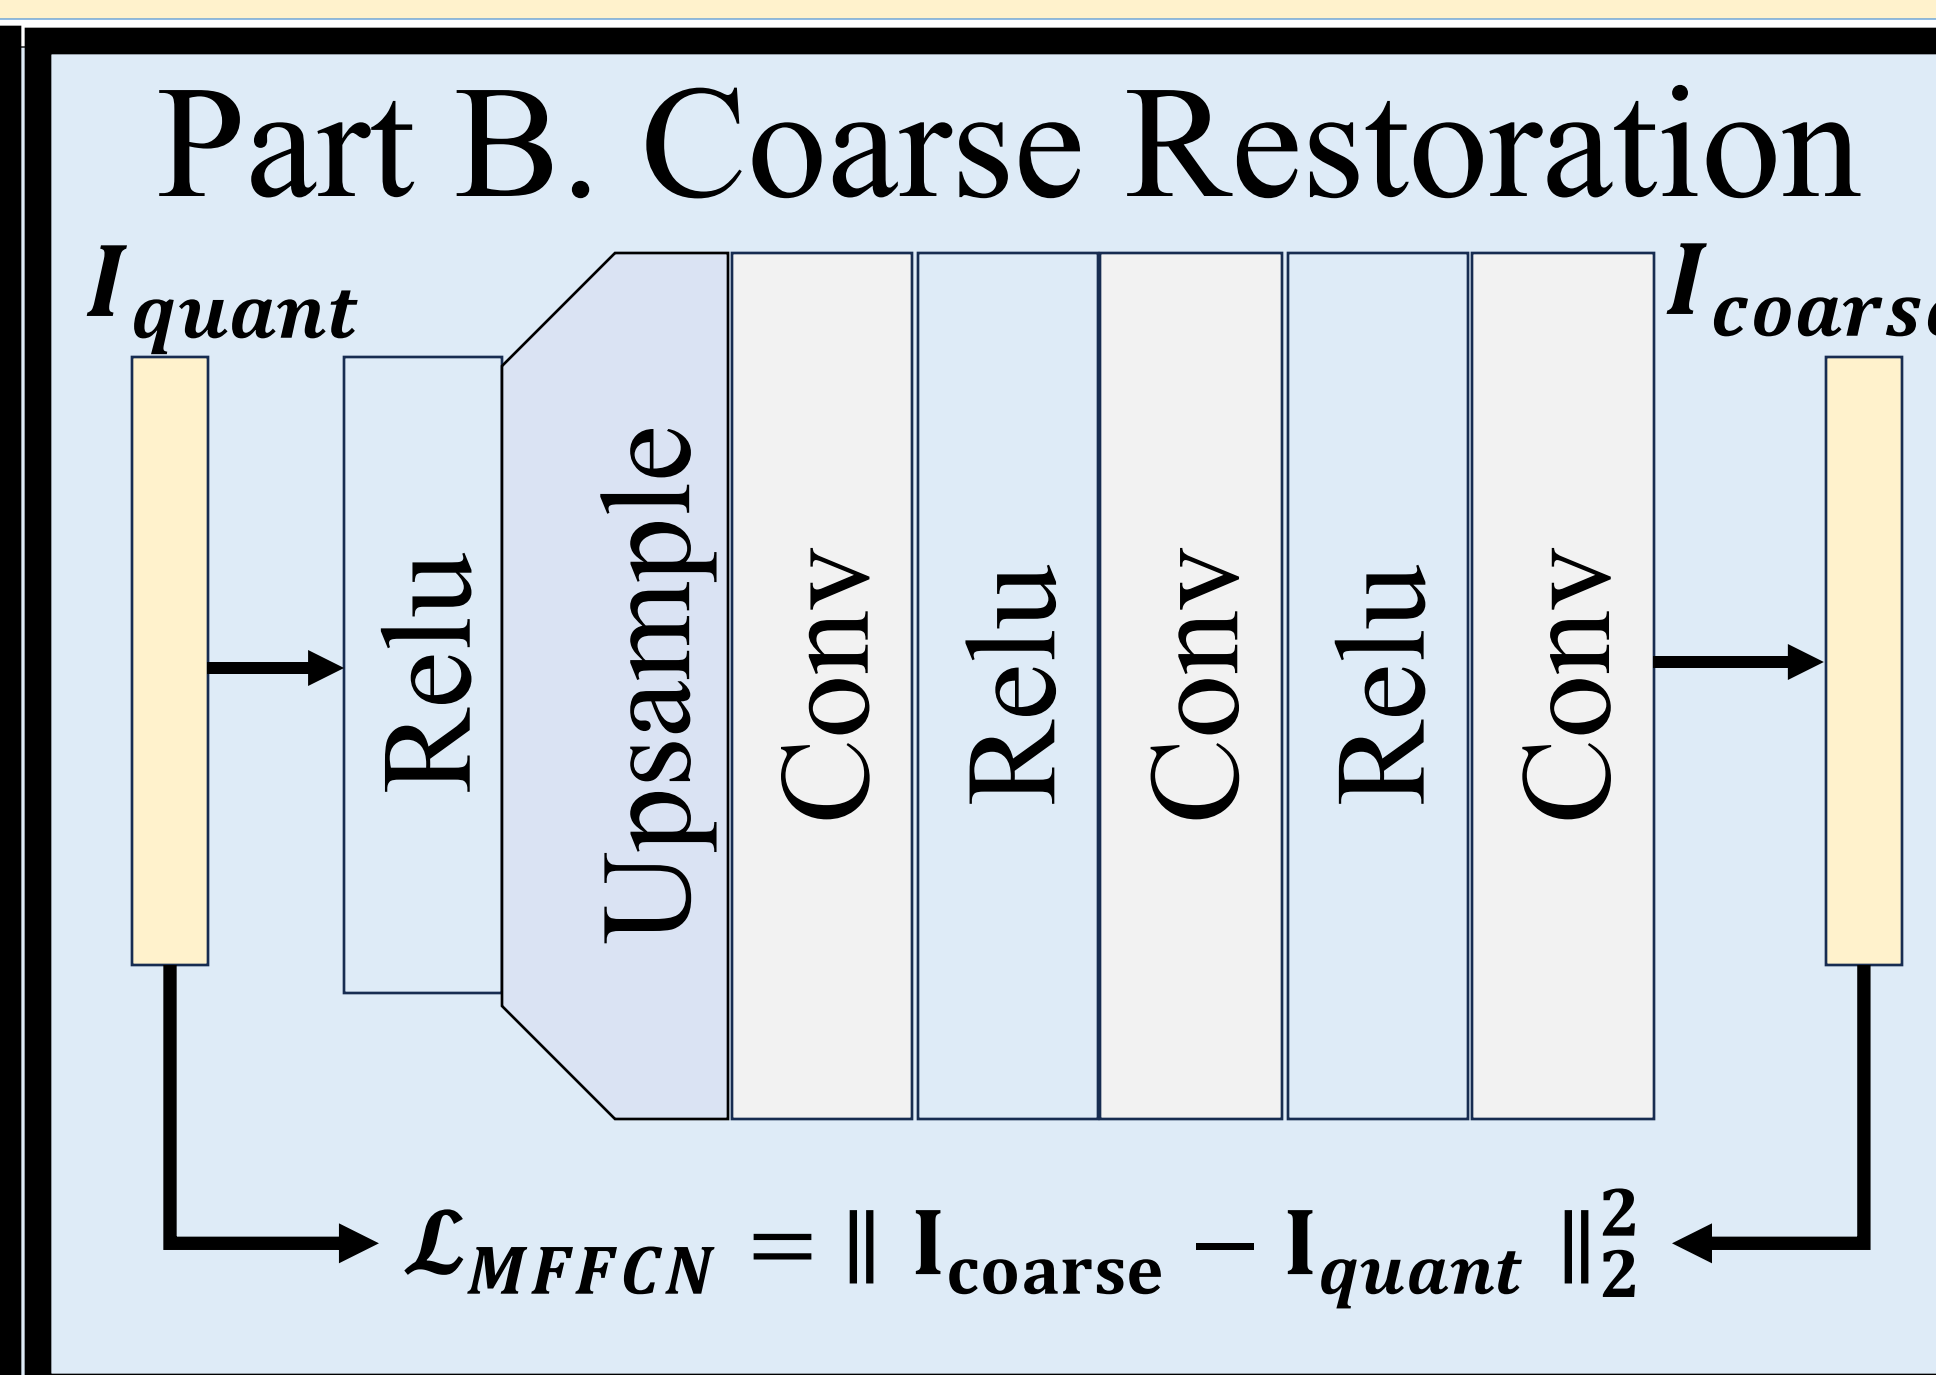 Part B. Coarse Restoration
I_quant
I_coarse
Relu
Upsample
Conv
Relu
Conv
Relu
Conv
ℒ_MFFCN = ‖ I_coarse − I_quant ‖_2^2